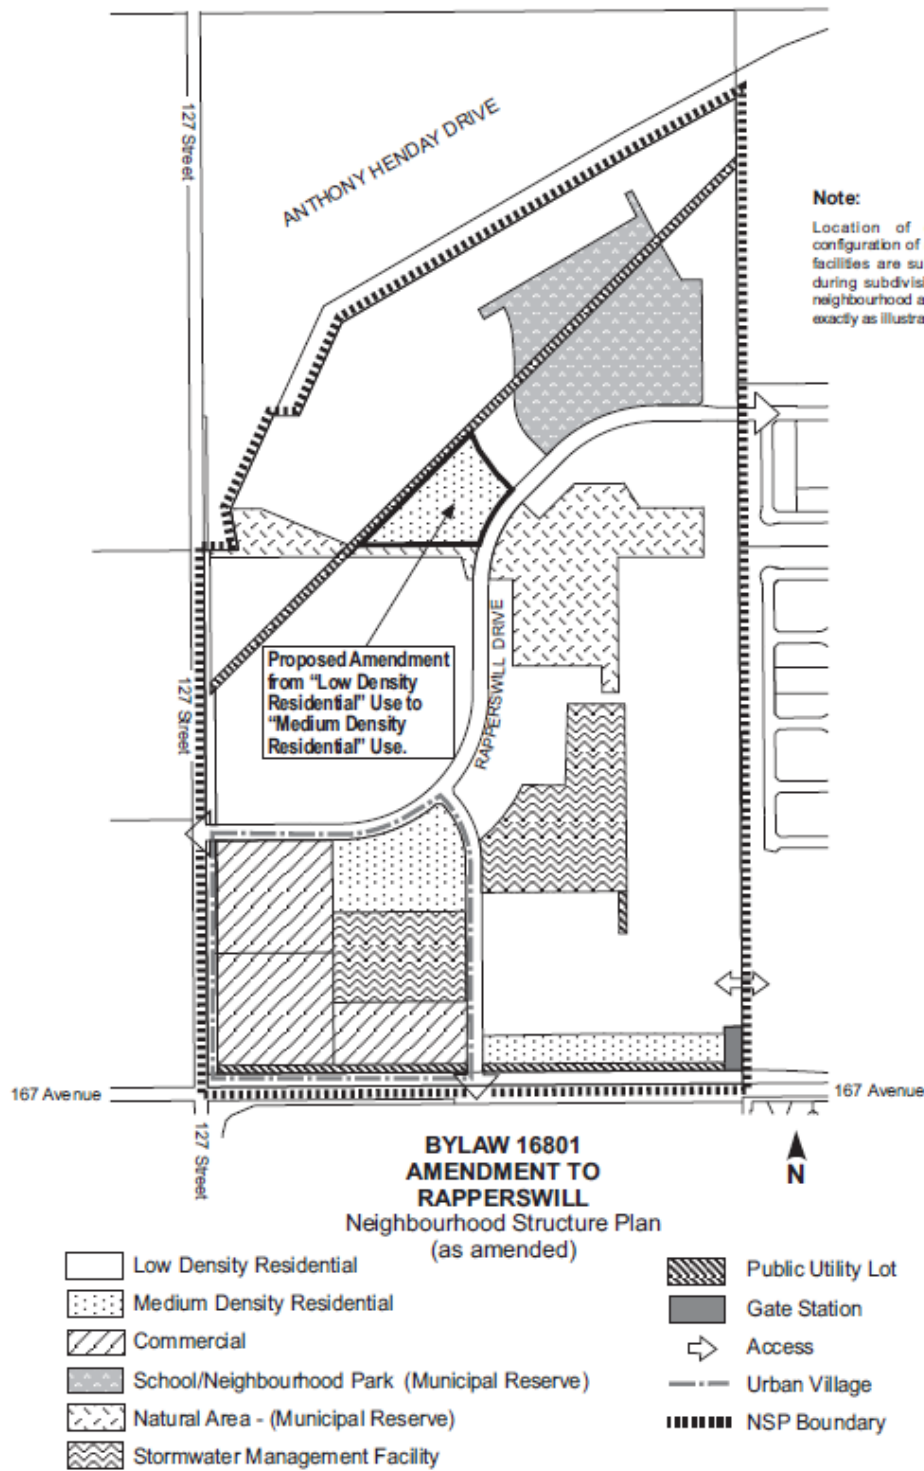 127 Street
ANTHONY HENDAY DRIVE
Note:
Location of
configuration of
facilities are su
during subdivis
neighbourhood a
exactly as illustra
Proposed Amendment
from “Low Density
Residential” Use to
“Medium Density
Residential” Use.
RAPPERSWILL DRIVE
127 Street
167 Avenue
167 Avenue
127 Street
N
BYLAW 16801
AMENDMENT TO
RAPPERSWILL
Neighbourhood Structure Plan
(as amended)
Low Density Residential
Medium Density Residential
Commercial
School/Neighbourhood Park (Municipal Reserve)
Natural Area - (Municipal Reserve)
Stormwater Management Facility
Public Utility Lot
Gate Station
Access
Urban Village
NSP Boundary